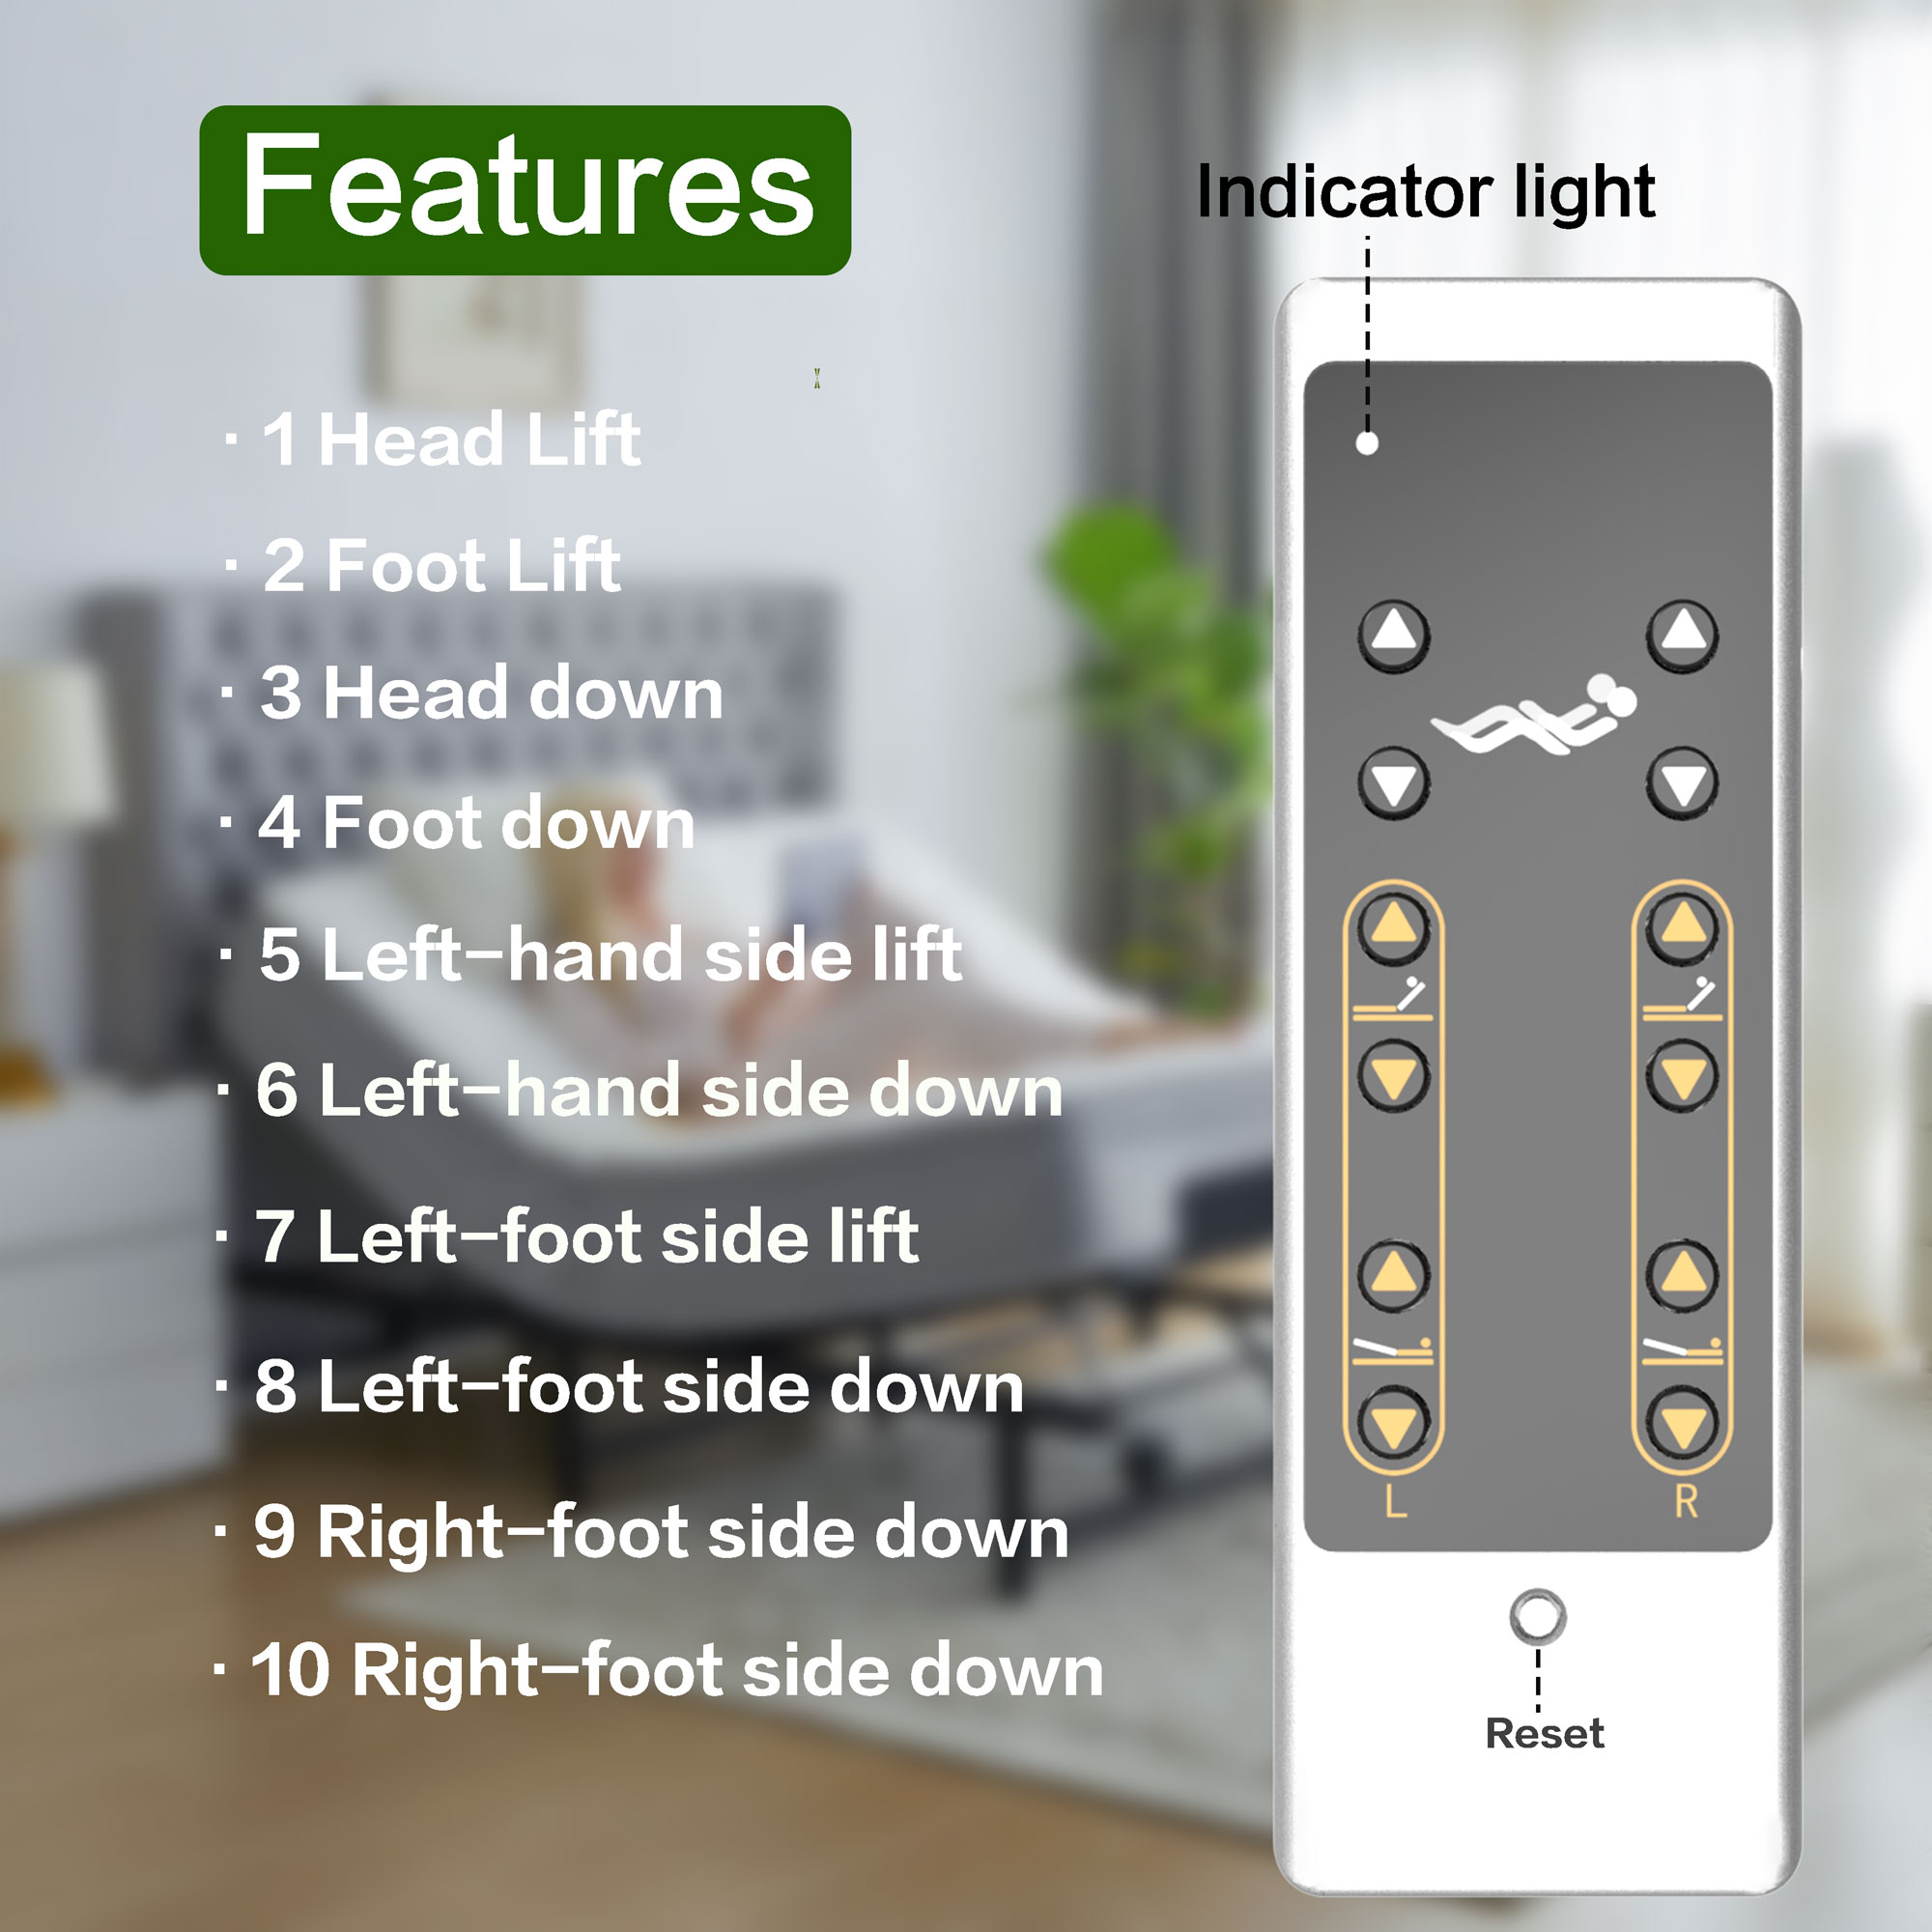 Features
Indicator light
· 1 Head Lift
· 2 Foot Lift
· 3 Head down
· 4 Foot down
· 5 Left-hand side lift
· 6 Left-hand side down
· 7 Left-foot side lift
· 8 Left-foot side down
· 9 Right-foot side down
· 10 Right-foot side down
L
R
Reset